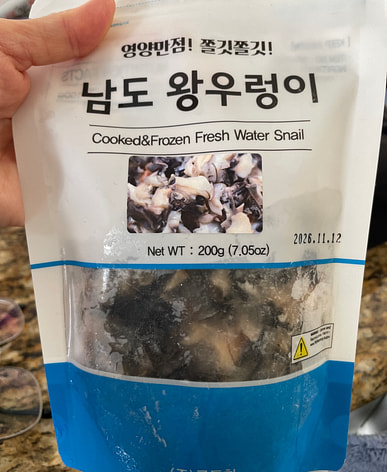 영양만점! 쫄깃쫄깃!
남도 왕우렁이
Cooked&Frozen Fresh Water Snail
Net WT : 200g (7,05oz)
2026.11.12